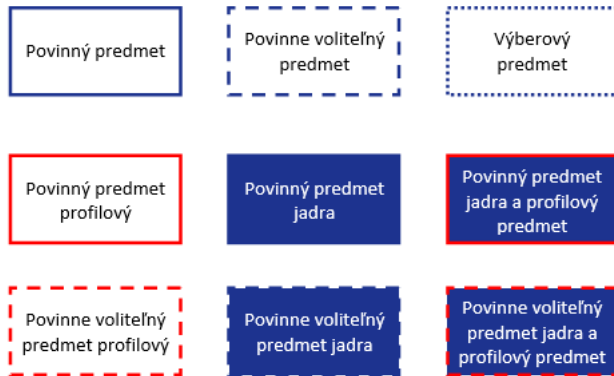 Povinný predmet
Povinne voliteľný
predmet
Výberový
predmet
Povinný predmet
profilový
Povinný predmet
jadra
Povinný predmet
jadra a profilový
predmet
Povinne voliteľný
predmet profilový
Povinne voliteľný
predmet jadra
Povinne voliteľný
predmet jadra a
profilový predmet